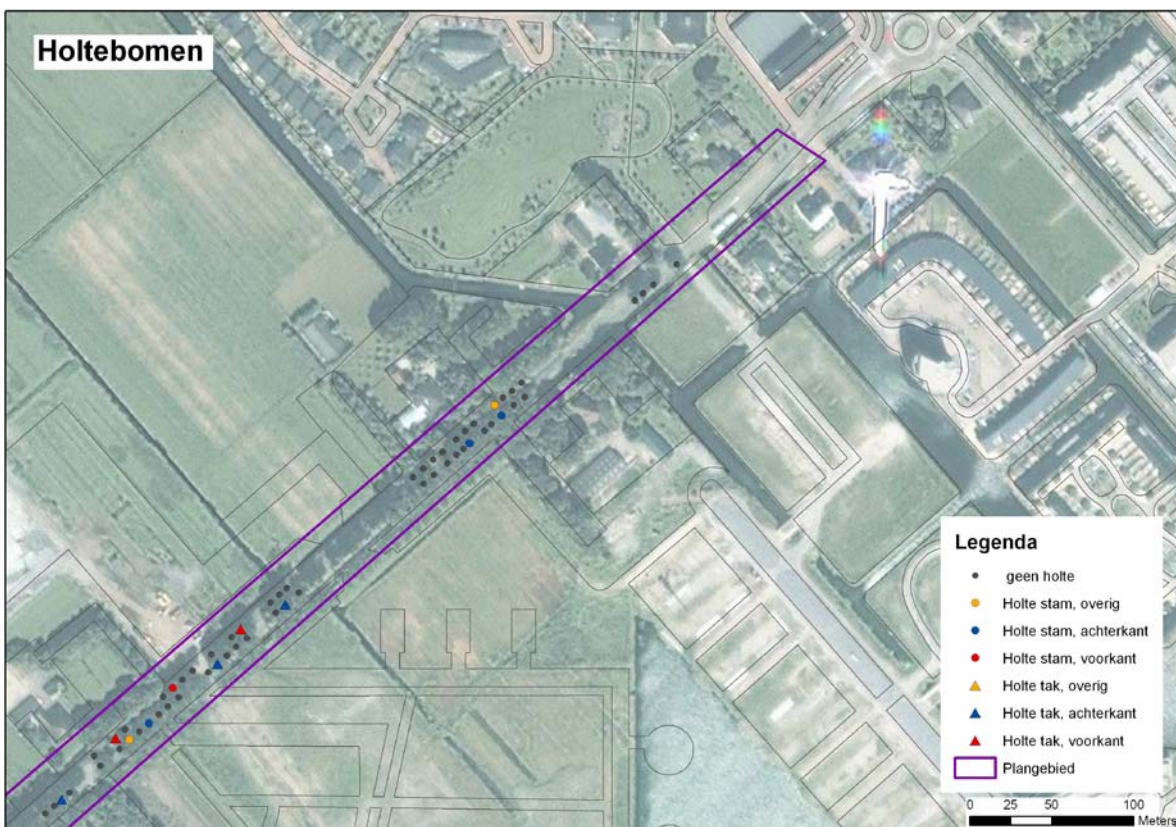 Holtebomen
Legenda
geen holte
Holte stam, overig
Holte stam, achterkant
Holte stam, voorkant
Holte tak, overig
Holte tak, achterkant
Holte tak, voorkant
Plangebied
0 25 50 100
Meters